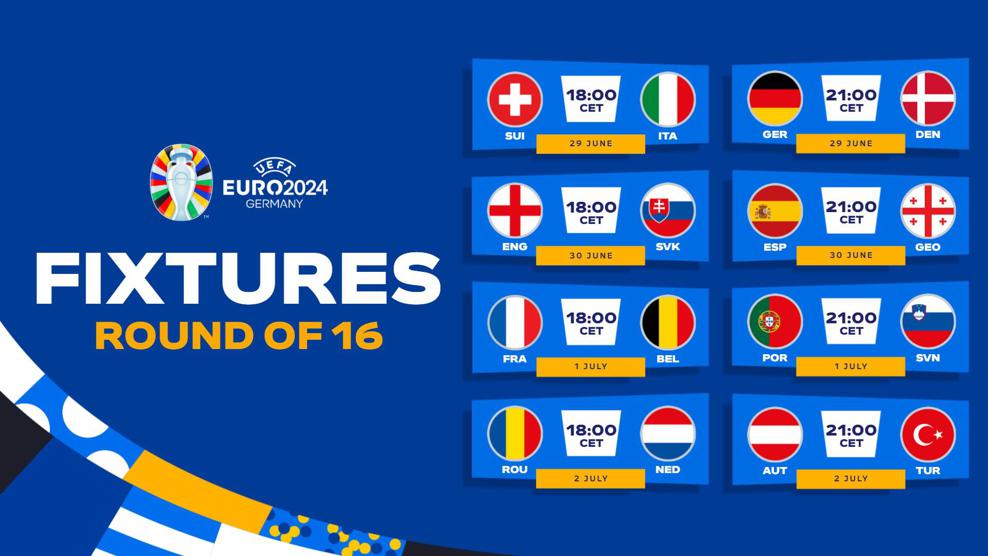 UEFA
EURO2024
GERMANY
™
FIXTURES
ROUND OF 16
18:00
CET
SUI
ITA
29 JUNE
21:00
CET
GER
DEN
29 JUNE
18:00
CET
ENG
SVK
30 JUNE
21:00
CET
ESP
GEO
30 JUNE
18:00
CET
FRA
BEL
1 JULY
21:00
CET
POR
SVN
1 JULY
18:00
CET
ROU
NED
2 JULY
21:00
CET
AUT
TUR
2 JULY